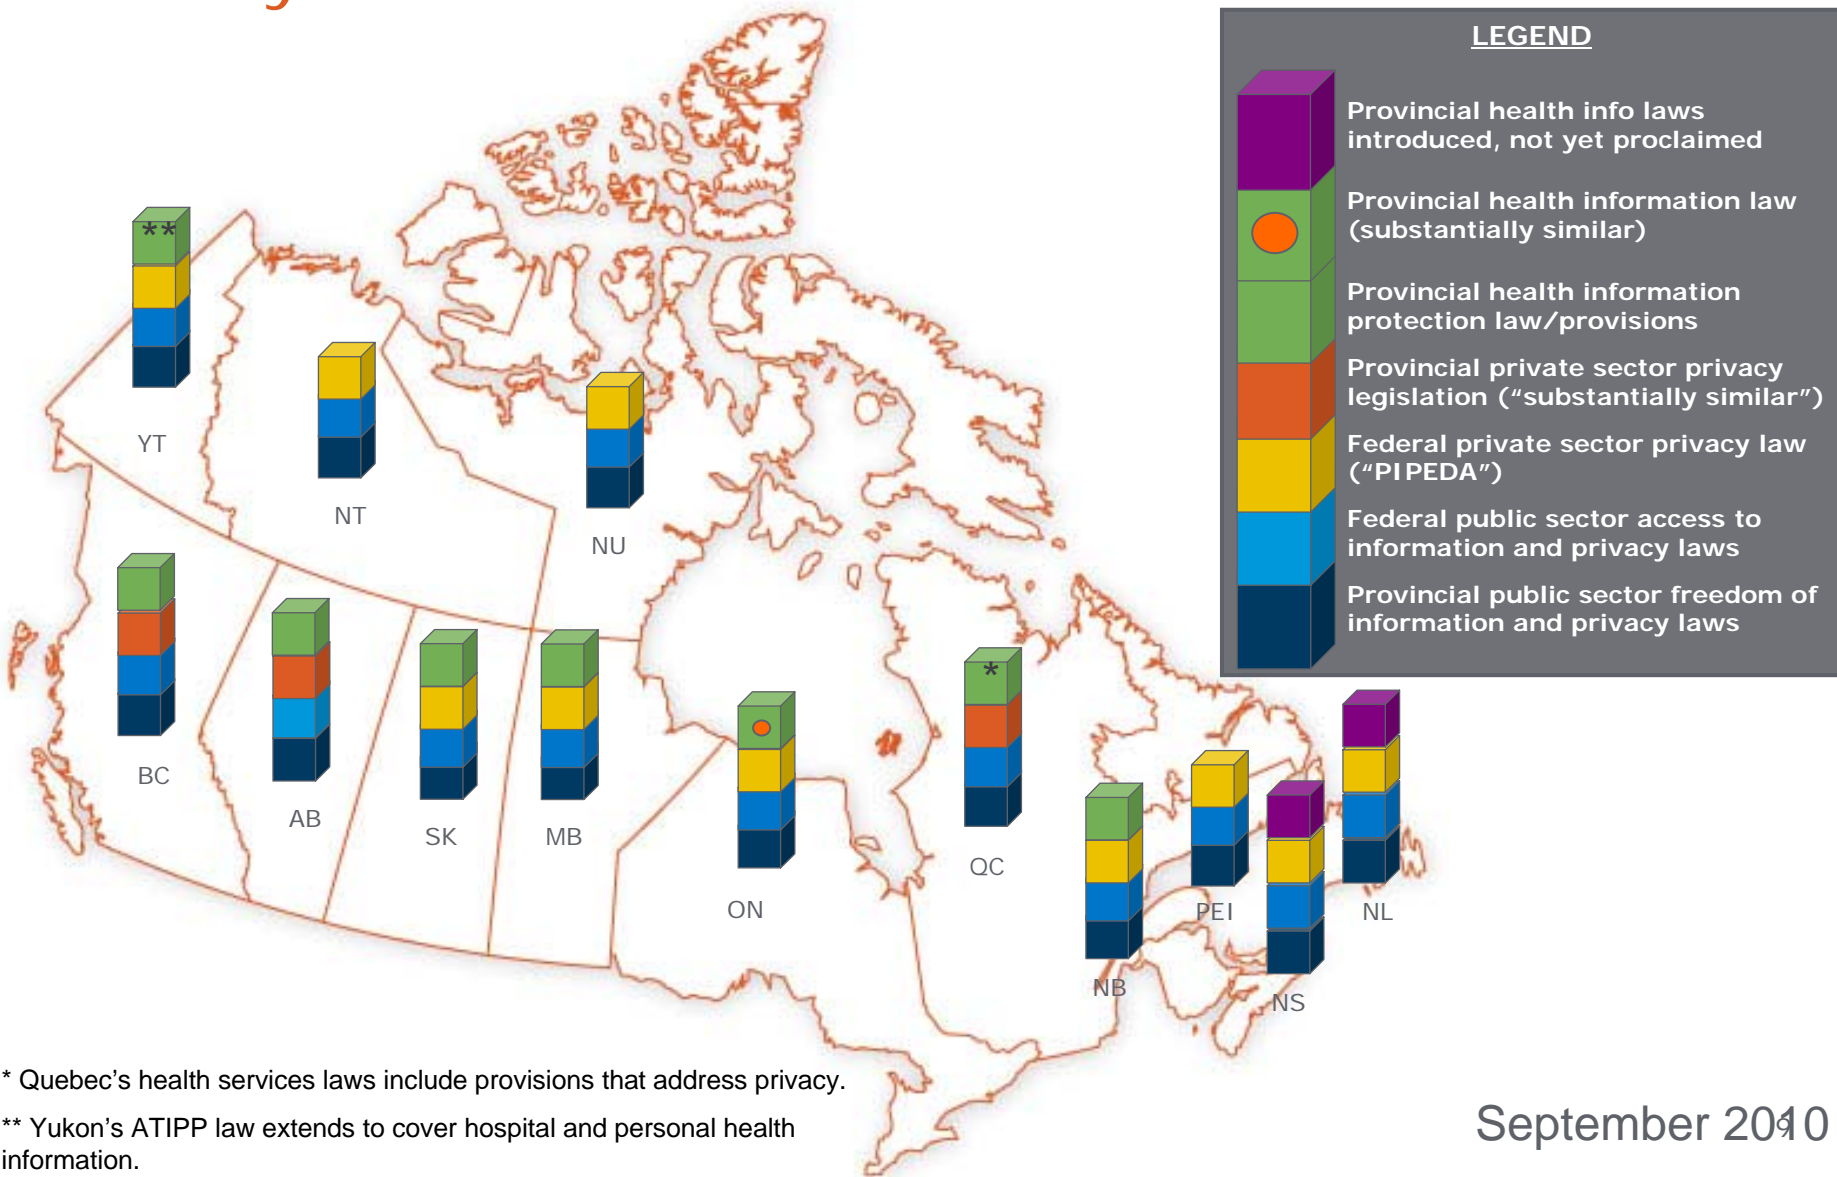 LEGEND
Provincial health info laws
introduced, not yet proclaimed
Provincial health information law
(substantially similar)
Provincial health information
protection law/provisions
Provincial private sector privacy
legislation (“substantially similar”)
Federal private sector privacy law
(“PIPEDA”)
Federal public sector access to
information and privacy laws
Provincial public sector freedom of
information and privacy laws
**
YT
NT
NU
BC
AB
SK
MB
ON
*
QC
NB
PEI
NS
NL
* Quebec’s health services laws include provisions that address privacy.
** Yukon’s ATIPP law extends to cover hospital and personal health
information.
September 2010
9